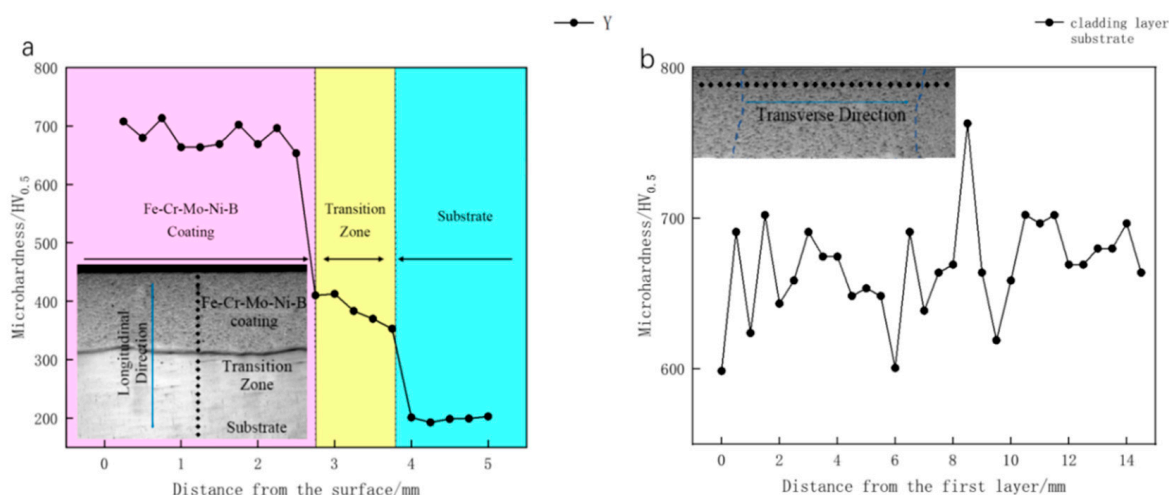 Y
a
800
700
600
500
400
300
200
Microhardness/HV0.5
Fe-Cr-Mo-Ni-B
Coating
Transition
Zone
Substrate
Longitudinal
Direction
Fe-Cr-Mo-Ni-B
coating
Transition
Zone
Substrate
0 1 2 3 4 5
Distance from the surface/mm
cladding layer
substrate
b
800
700
600
Microhardness/HV0.5
Transverse Direction
0 2 4 6 8 10 12 14
Distance from the first layer/mm